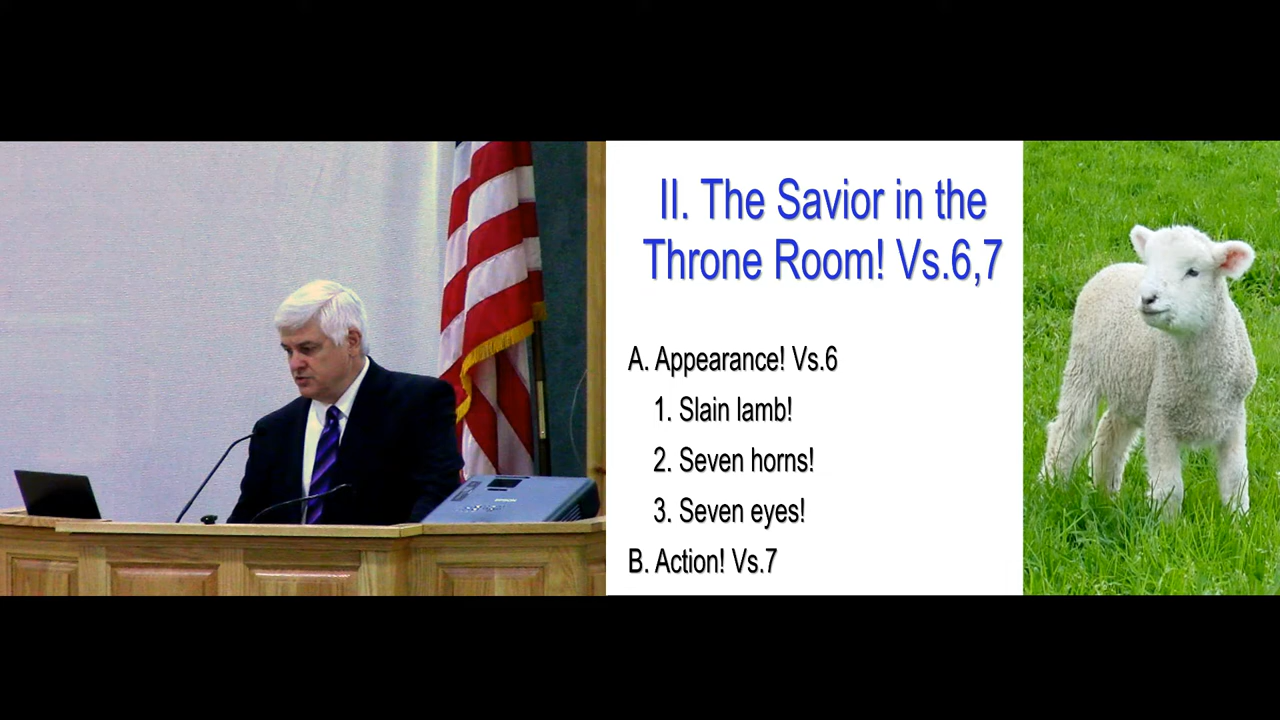 II. The Savior in the
Throne Room! Vs.6,7
A. Appearance! Vs.6
1. Slain lamb!
2. Seven horns!
3. Seven eyes!
B. Action! Vs.7